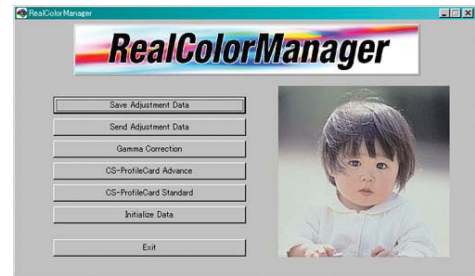 RealColorManager
RealColorManager
Save Adjustment Data
Send Adjustment Data
Gamma Correction
CS-ProfileCard Advance
CS-ProfileCard Standard
Initialize Data
Exit